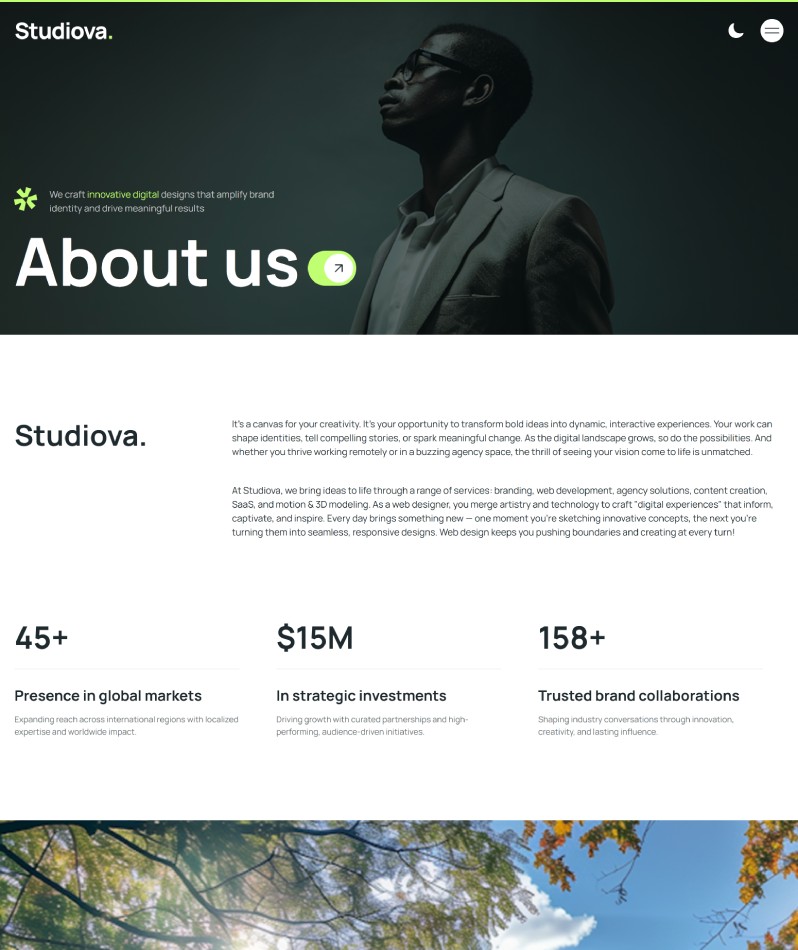 Studiova.
We craft innovative digital designs that amplify brand
identity and drive meaningful results
About us
Studiova.
It's a canvas for your creativity. It's your opportunity to transform bold ideas into dynamic, interactive experiences. Your work can
shape identities, tell compelling stories, or spark meaningful change. As the digital landscape grows, so do the possibilities. And
whether you thrive working remotely or in a buzzing agency space, the thrill of seeing your vision come to life is unmatched.
At Studiova, we bring ideas to life through a range of services: branding, web development, agency solutions, content creation,
SaaS, and motion & 3D modeling. As a web designer, you merge artistry and technology to craft "digital experiences" that inform,
captivate, and inspire. Every day brings something new — one moment you're sketching innovative concepts, the next you're
turning them into seamless, responsive designs. Web design keeps you pushing boundaries and creating at every turn!
45+
Presence in global markets
Expanding reach across international regions with localized
expertise and worldwide impact.
$15M
In strategic investments
Driving growth with curated partnerships and high-
performing, audience-driven initiatives.
158+
Trusted brand collaborations
Shaping industry conversations through innovation,
creativity, and lasting influence.